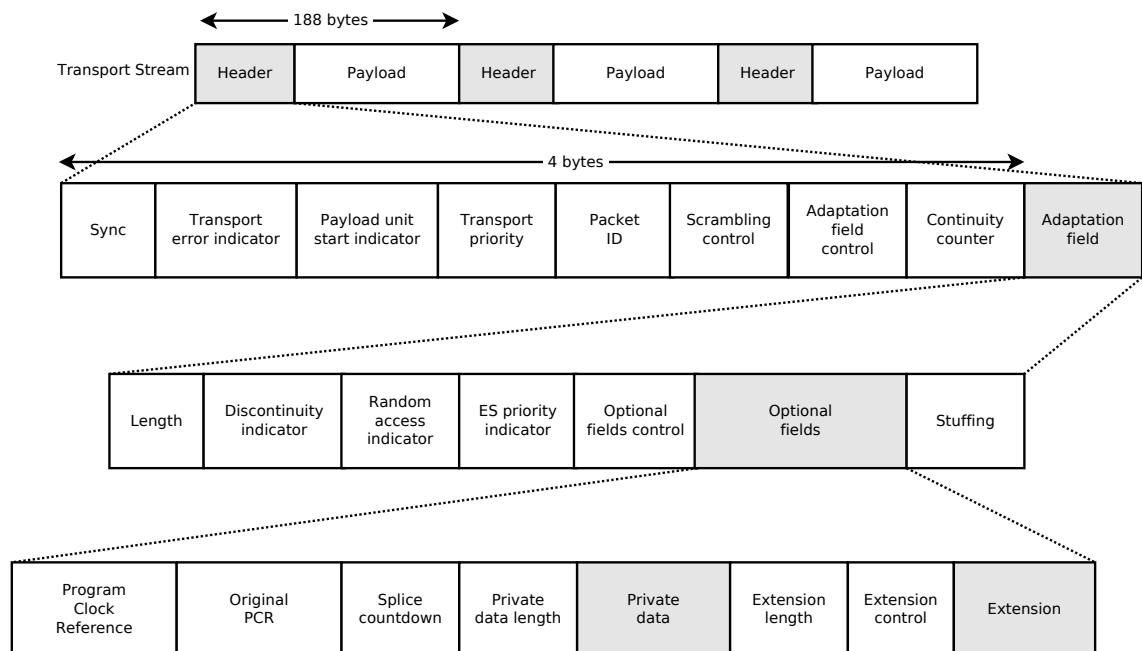 188 bytes
Transport Stream
Header
Payload
Header
Payload
Header
Payload
4 bytes
Sync
Transport
error indicator
Payload unit
start indicator
Transport
priority
Packet
ID
Scrambling
control
Adaptation
field
control
Continuity
counter
Adaptation
field
Length
Discontinuity
indicator
Random
access
indicator
ES priority
indicator
Optional
fields control
Optional
fields
Stuffing
Program
Clock
Reference
Original
PCR
Splice
countdown
Private
data length
Private
data
Extension
length
Extension
control
Extension